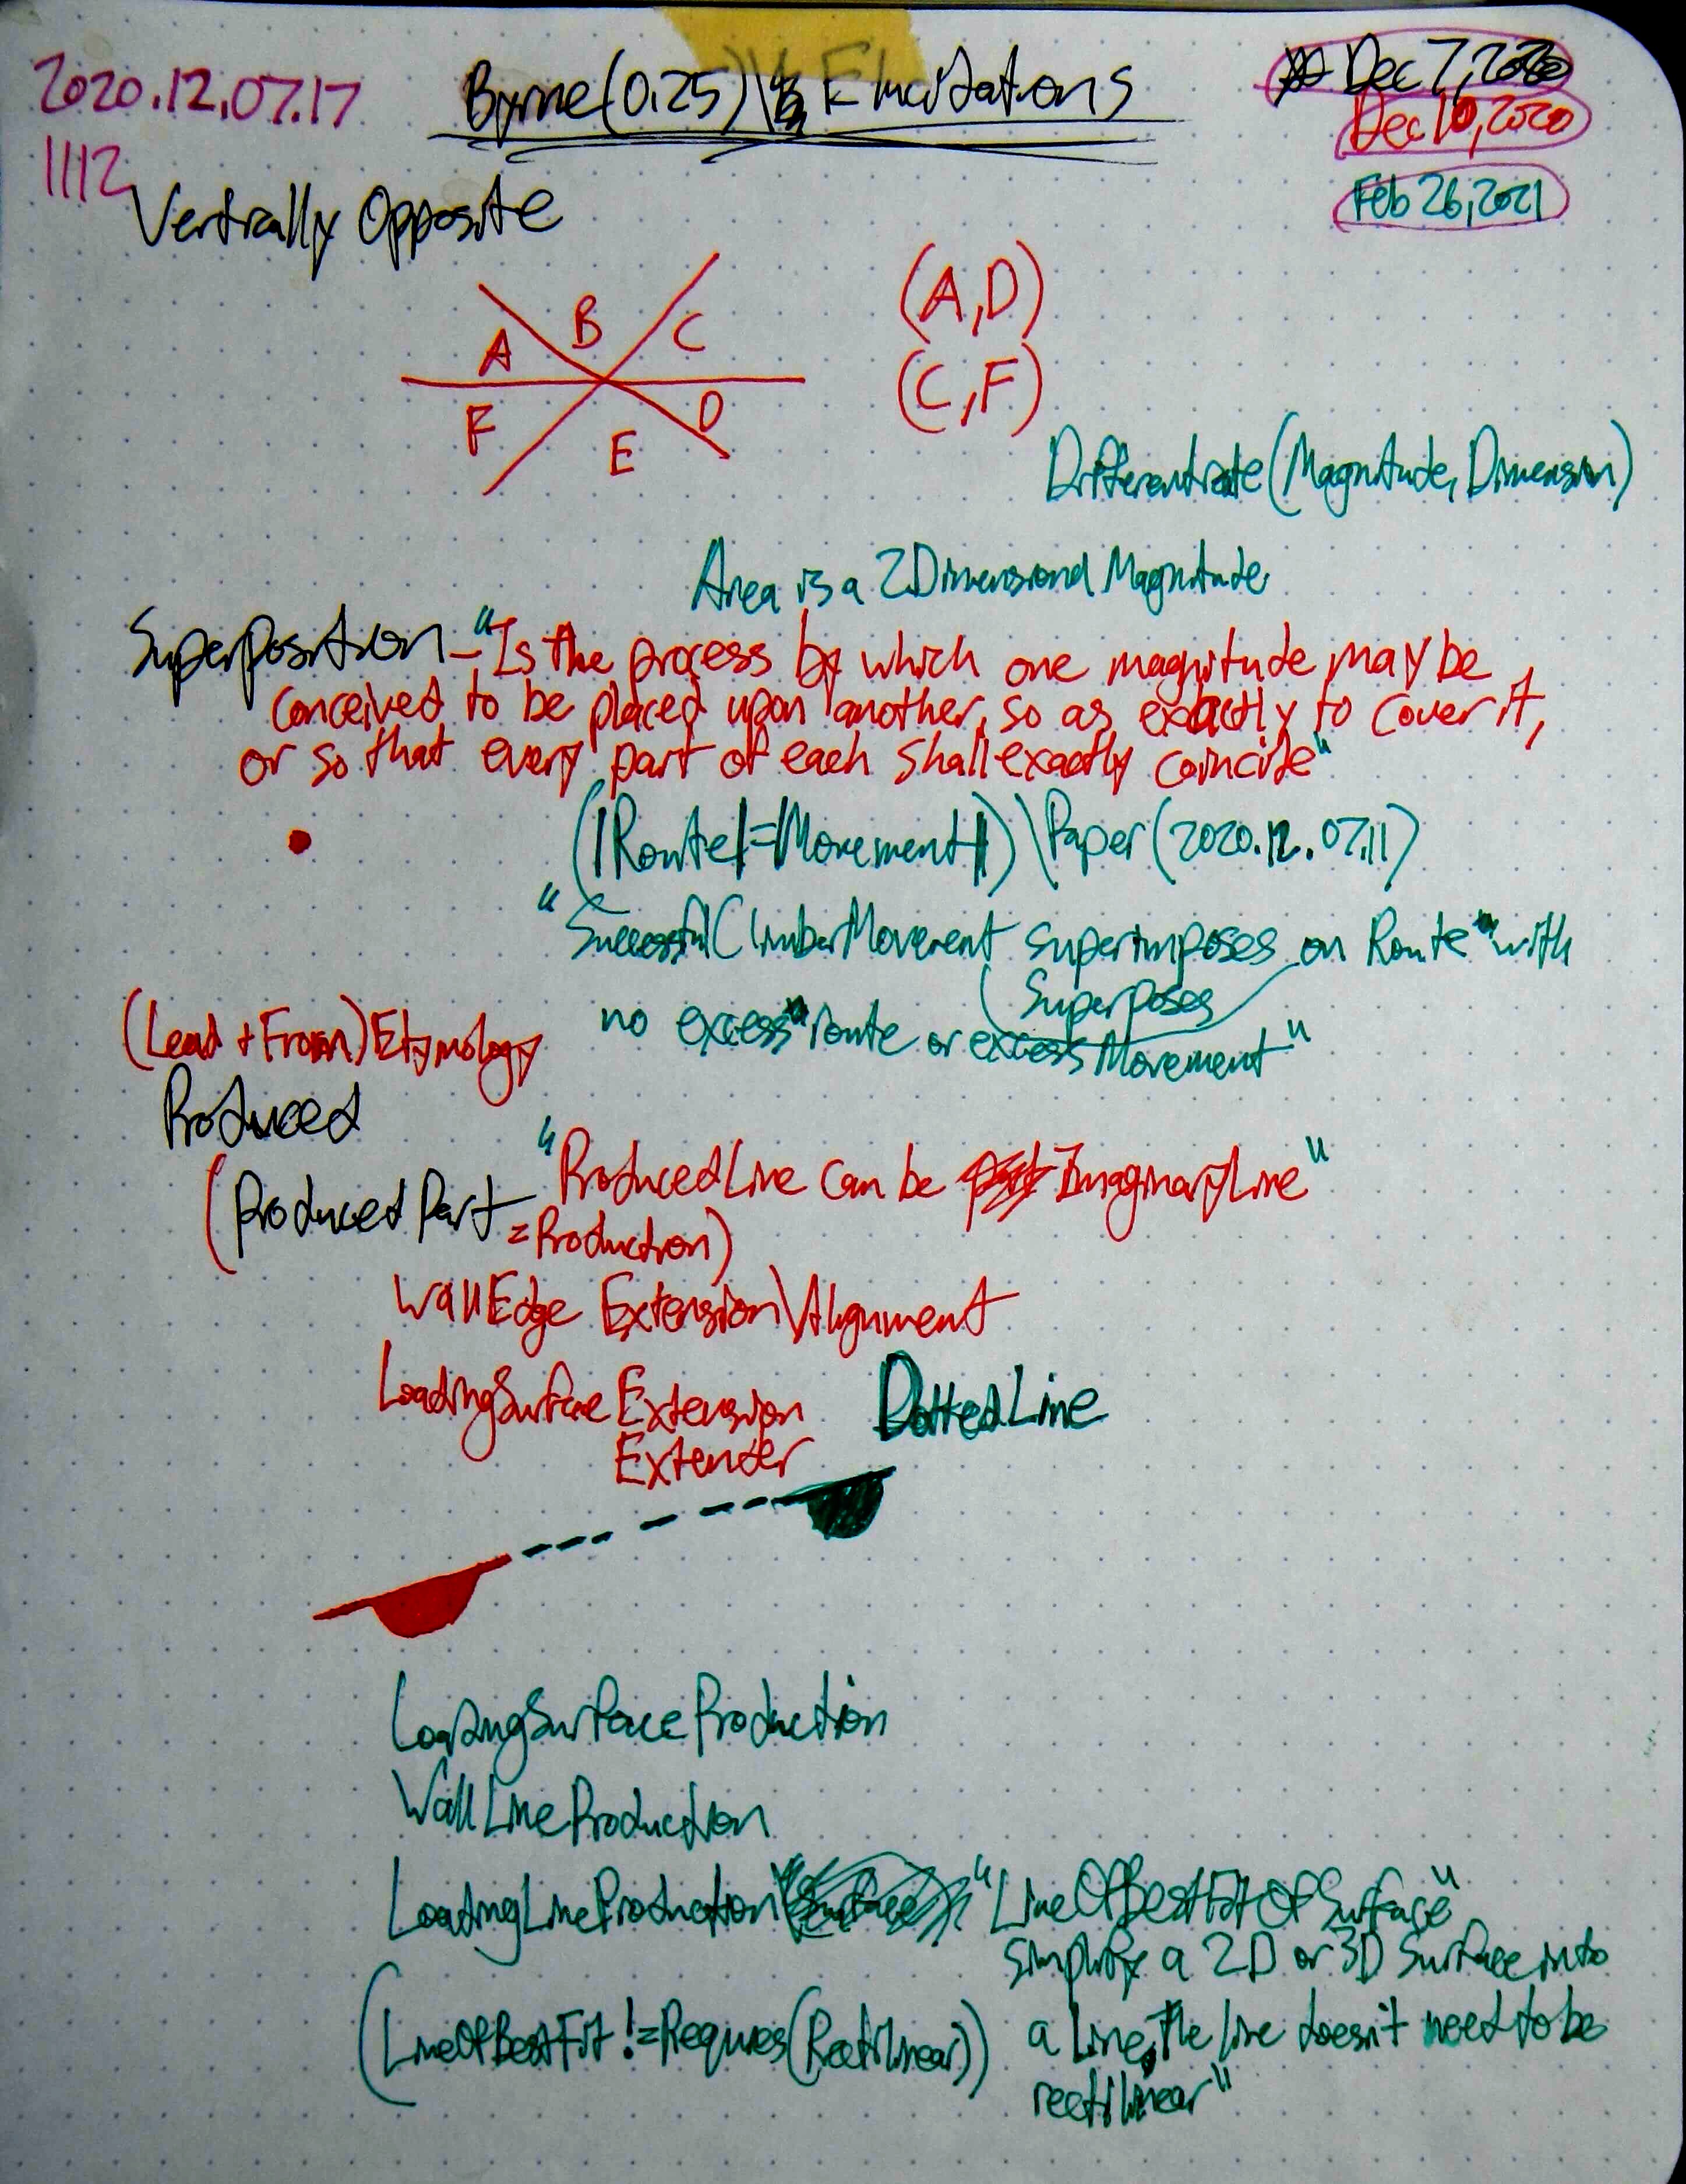 2020.12.07.17
1112
Byrne(0.25)\ Elucidations
Dec 7, 2020
Dec 10, 2020
Feb 26, 2021
Vertically Opposite
A B C
F E D
(A,D)
(C,F)
Differentiate(Magnitude, Dimension)
Area is a 2Dimensional Magnitude
Superposition - "Is the process by which one magnitude may be
conceived to be placed upon another, so as exactly to cover it,
or so that every part of each shall exactly coincide"
(|Route|=|Movement|)\Paper(2020.12.07.11)
"SuccessfulClimberMovement superimposes on Route with
(Superposes
no excess route or excess Movement"
(Lead + From)Etymology
Produced
"ProducedLine can be ImaginaryLine"
(Produced Part
=Production)
WallEdge Extension\Alignment
LoadingSurface Extension
Extender
DottedLine
LoadingSurfaceProduction
WallLineProduction
LoadingLineProduction "LineOfBestFitOfSurface"
simplify a 2D or 3D Surface into
(LineOfBestFit !=Requires(Rectilinear)) a Line, The line doesn't need to be
rectilinear"